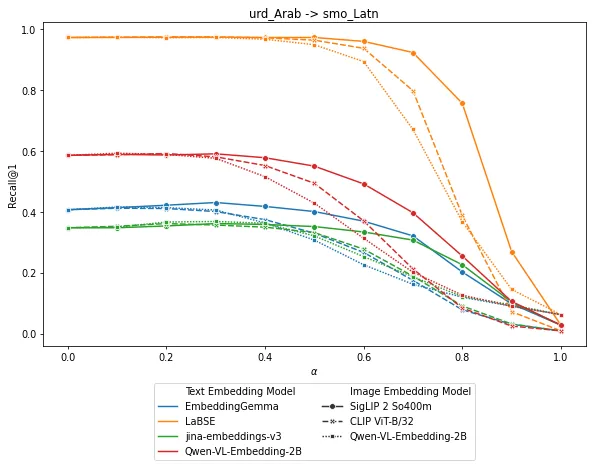 urd_Arab -> smo_Latn
1.0
0.8
0.6
0.4
0.2
0.0
Recall@1
0.0 0.2 0.4 0.6 0.8 1.0
α
Text Embedding Model
EmbeddingGemma
LaBSE
jina-embeddings-v3
Qwen-VL-Embedding-2B
Image Embedding Model
SigLIP 2 So400m
CLIP ViT-B/32
Qwen-VL-Embedding-2B